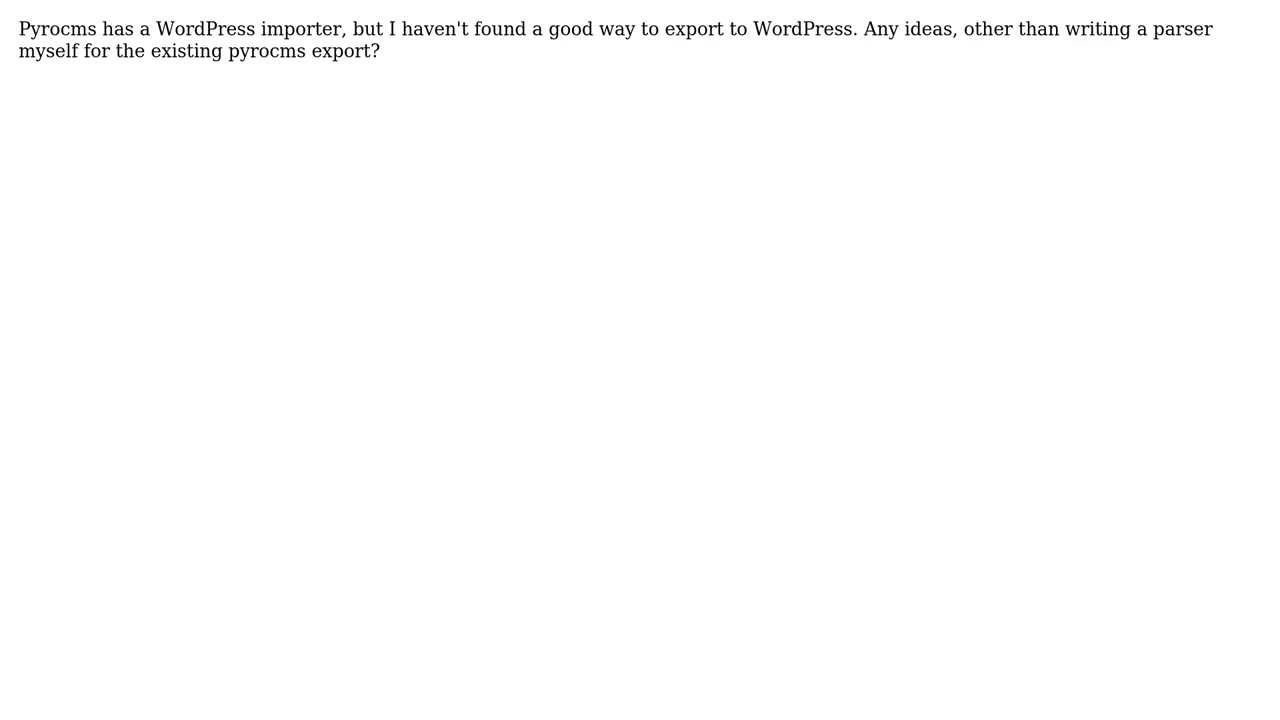 Pyrocms has a WordPress importer, but I haven't found a good way to export to WordPress. Any ideas, other than writing a parser
myself for the existing pyrocms export?